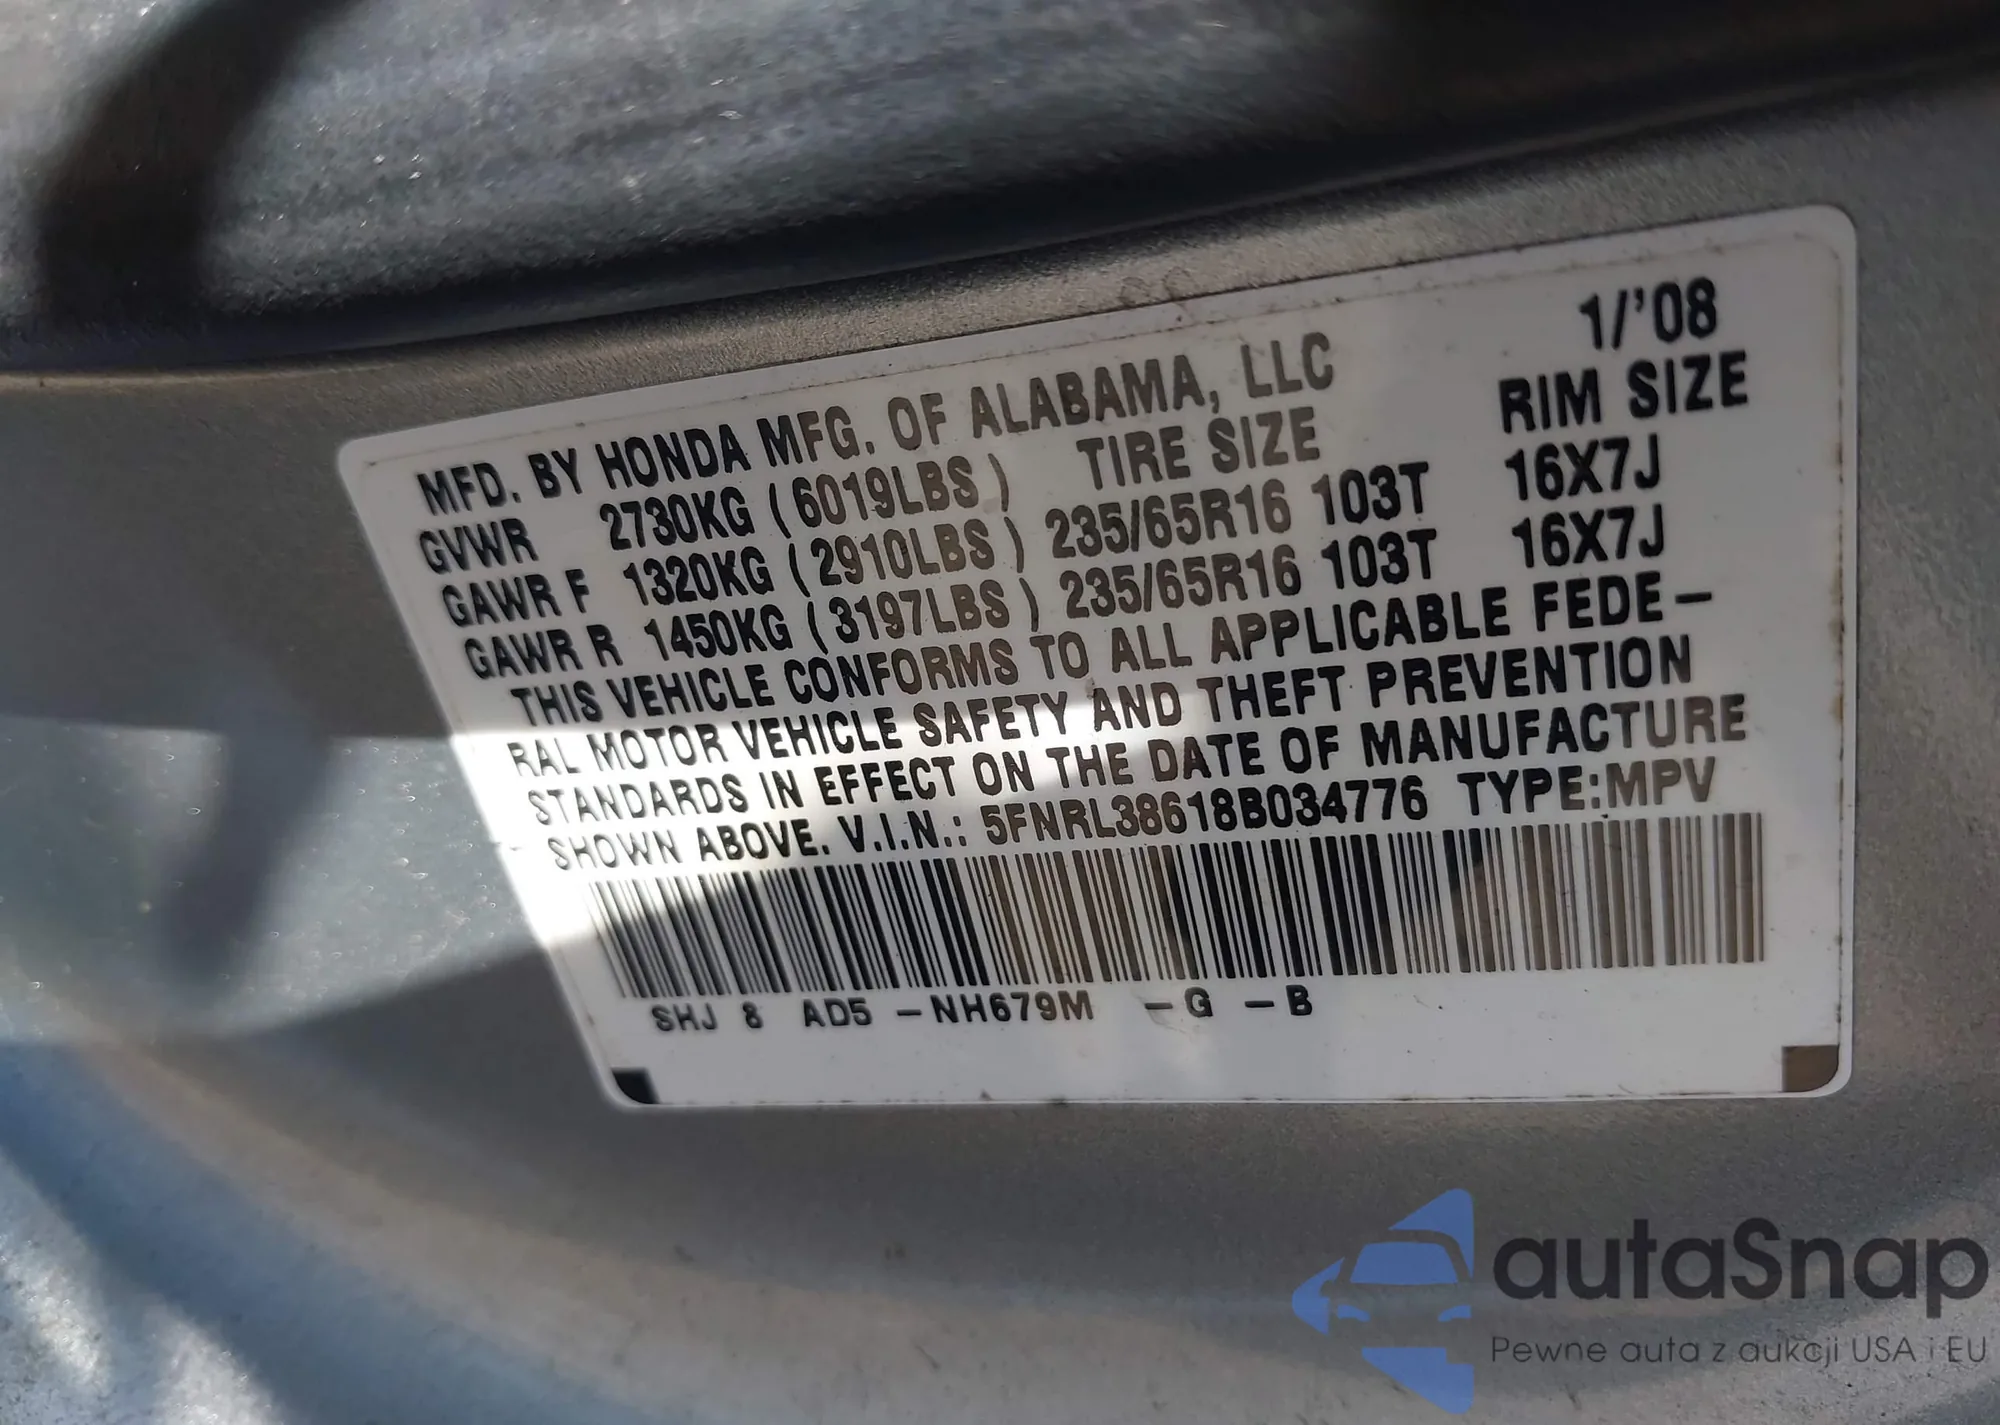 1/'08
MFD. BY HONDA MFG. OF ALABAMA, LLC
RIM SIZE
TIRE SIZE
GVWR 2730KG (6019LBS)
GAWR F 1320KG (2910LBS) 235/65R16 103T 16X7J
GAWR R 1450KG (3197LBS) 235/65R16 103T 16X7J
THIS VEHICLE CONFORMS TO ALL APPLICABLE FEDE-
RAL MOTOR VEHICLE SAFETY AND THEFT PREVENTION
STANDARDS IN EFFECT ON THE DATE OF MANUFACTURE
SHOWN ABOVE. V.I.N.: 5FNRL38618B034776 TYPE:MPV
SHJ 8 AD5 -NH679M -G -B
autaSnap
Pewne auta z aukcji USA i EU